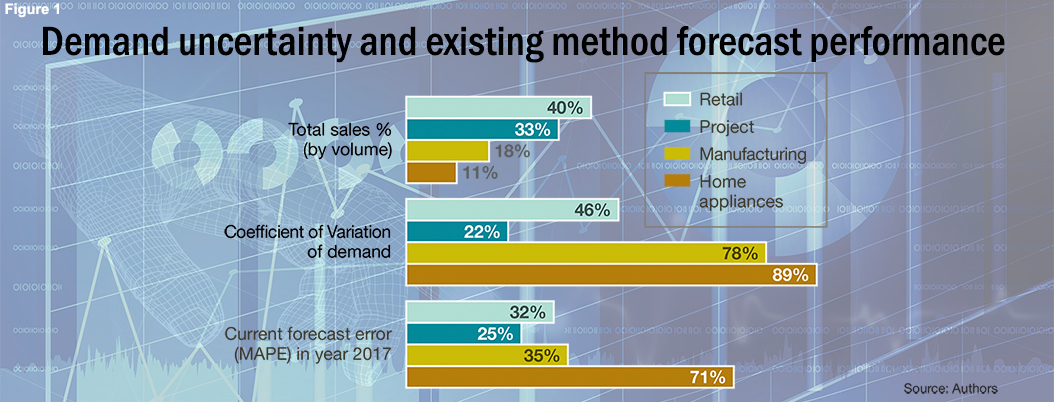 Figure 1
Demand uncertainty and existing method forecast performance
Retail
Project
Manufacturing
Home
appliances
Total sales %
(by volume)
40%
33%
18%
11%
Coefficient of Variation
of demand
46%
22%
78%
89%
Current forecast error
(MAPE) in year 2017
32%
25%
35%
71%
Source: Authors